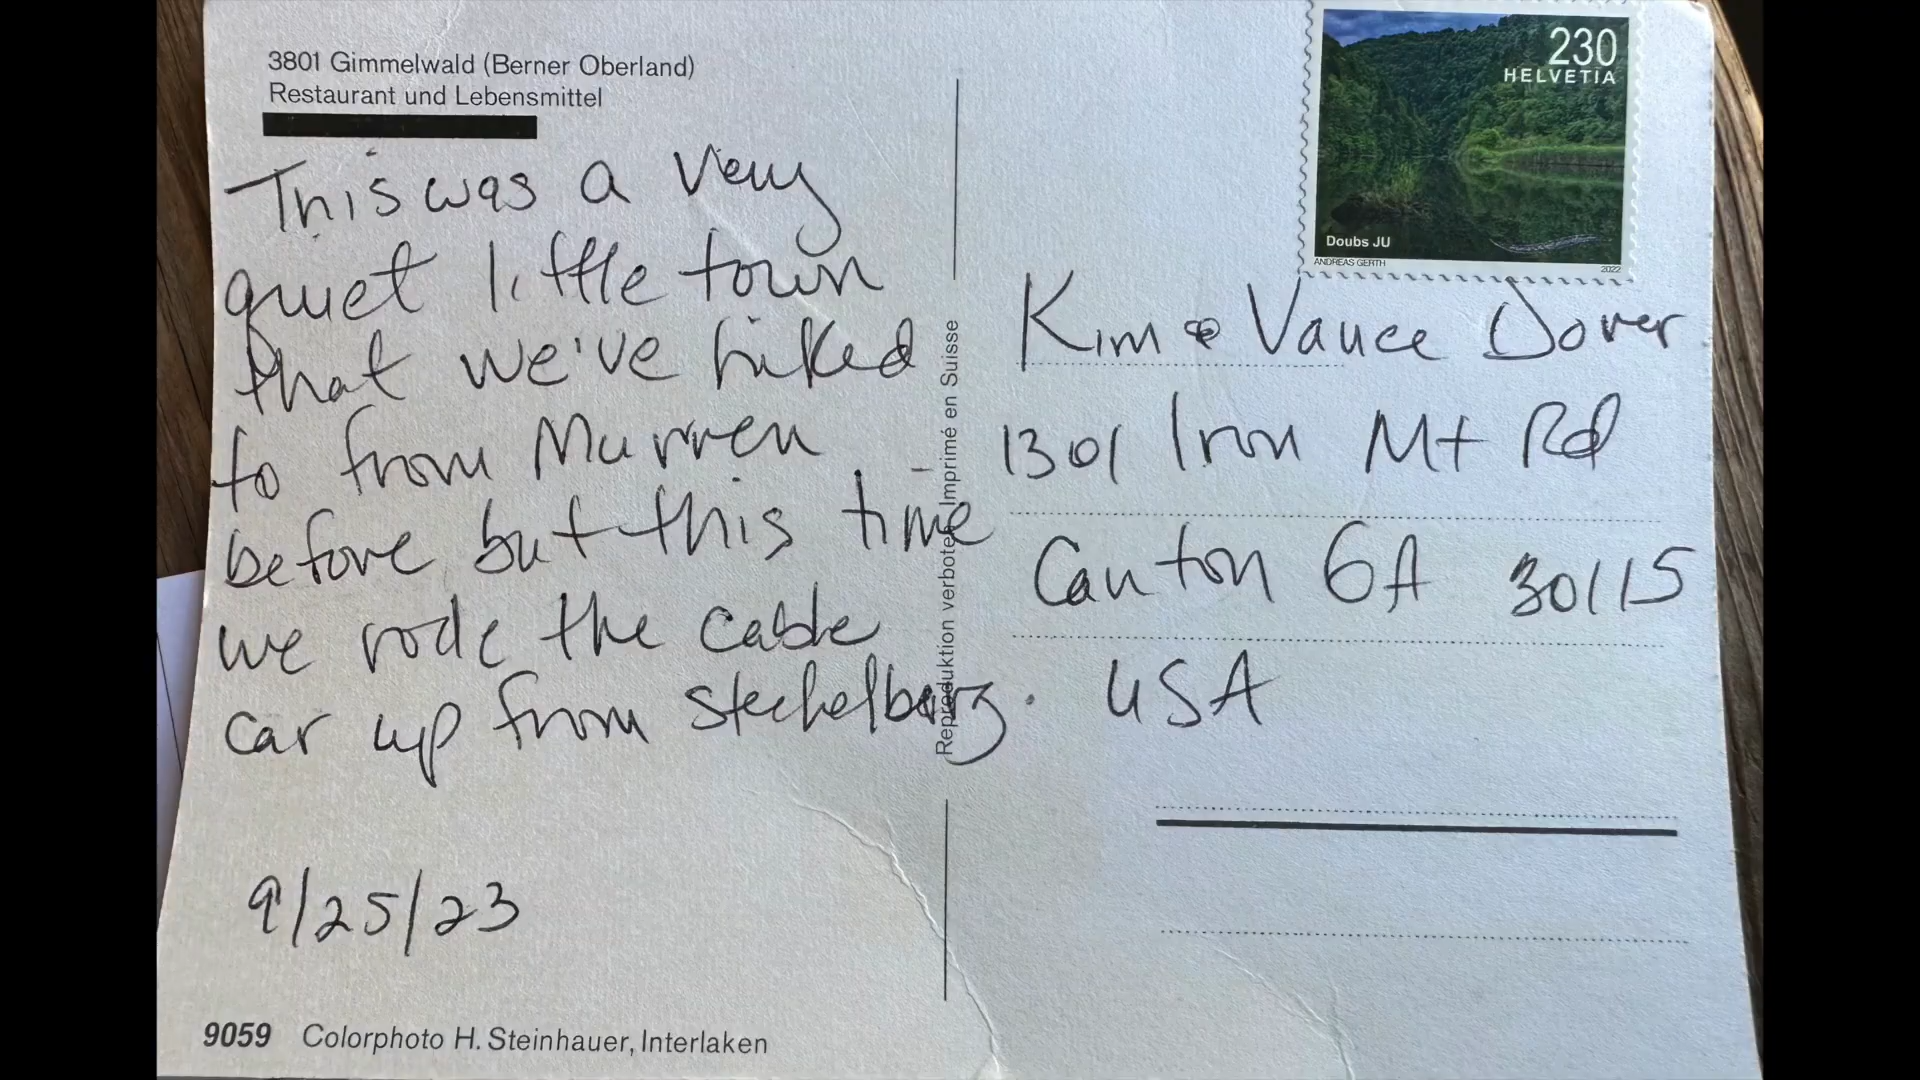 3801 Gimmelwald (Berner Oberland)
Restaurant und Lebensmittel
This was a very
quiet little town
that we've hiked
to from Murren
before but this time
we rode the cable
car up from Stechelberg.
9/25/23
9059 Colorphoto H. Steinhauer, Interlaken
Reproduktion verboten Imprimé en Suisse
230
HELVETIA
Doubs JU
ANDREAS GERTH
2022
Kim & Vance Dover
1301 Iron Mt Rd
Canton GA 30115
USA